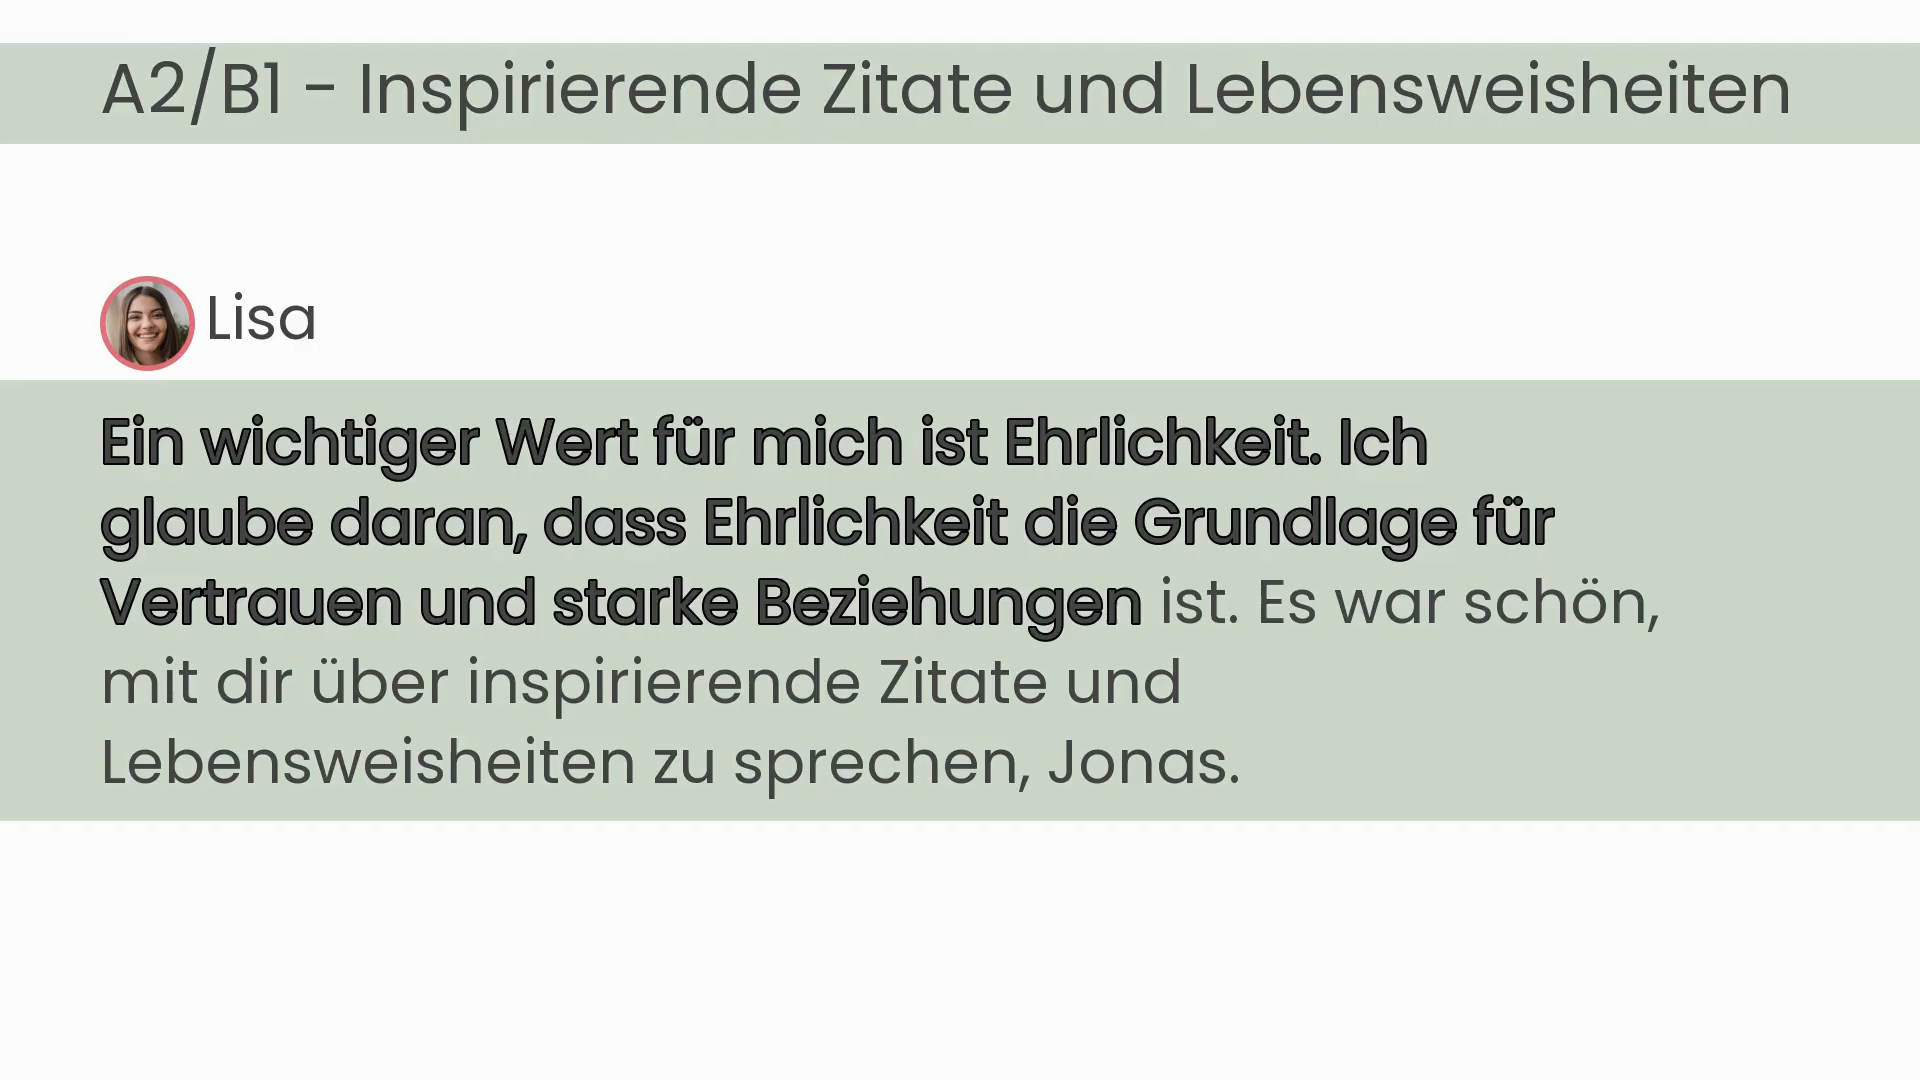 A2/B1 - Inspirierende Zitate und Lebensweisheiten
Lisa
Ein wichtiger Wert für mich ist Ehrlichkeit. Ich
glaube daran, dass Ehrlichkeit die Grundlage für
Vertrauen und starke Beziehungen ist. Es war schön,
mit dir über inspirierende Zitate und
Lebensweisheiten zu sprechen, Jonas.